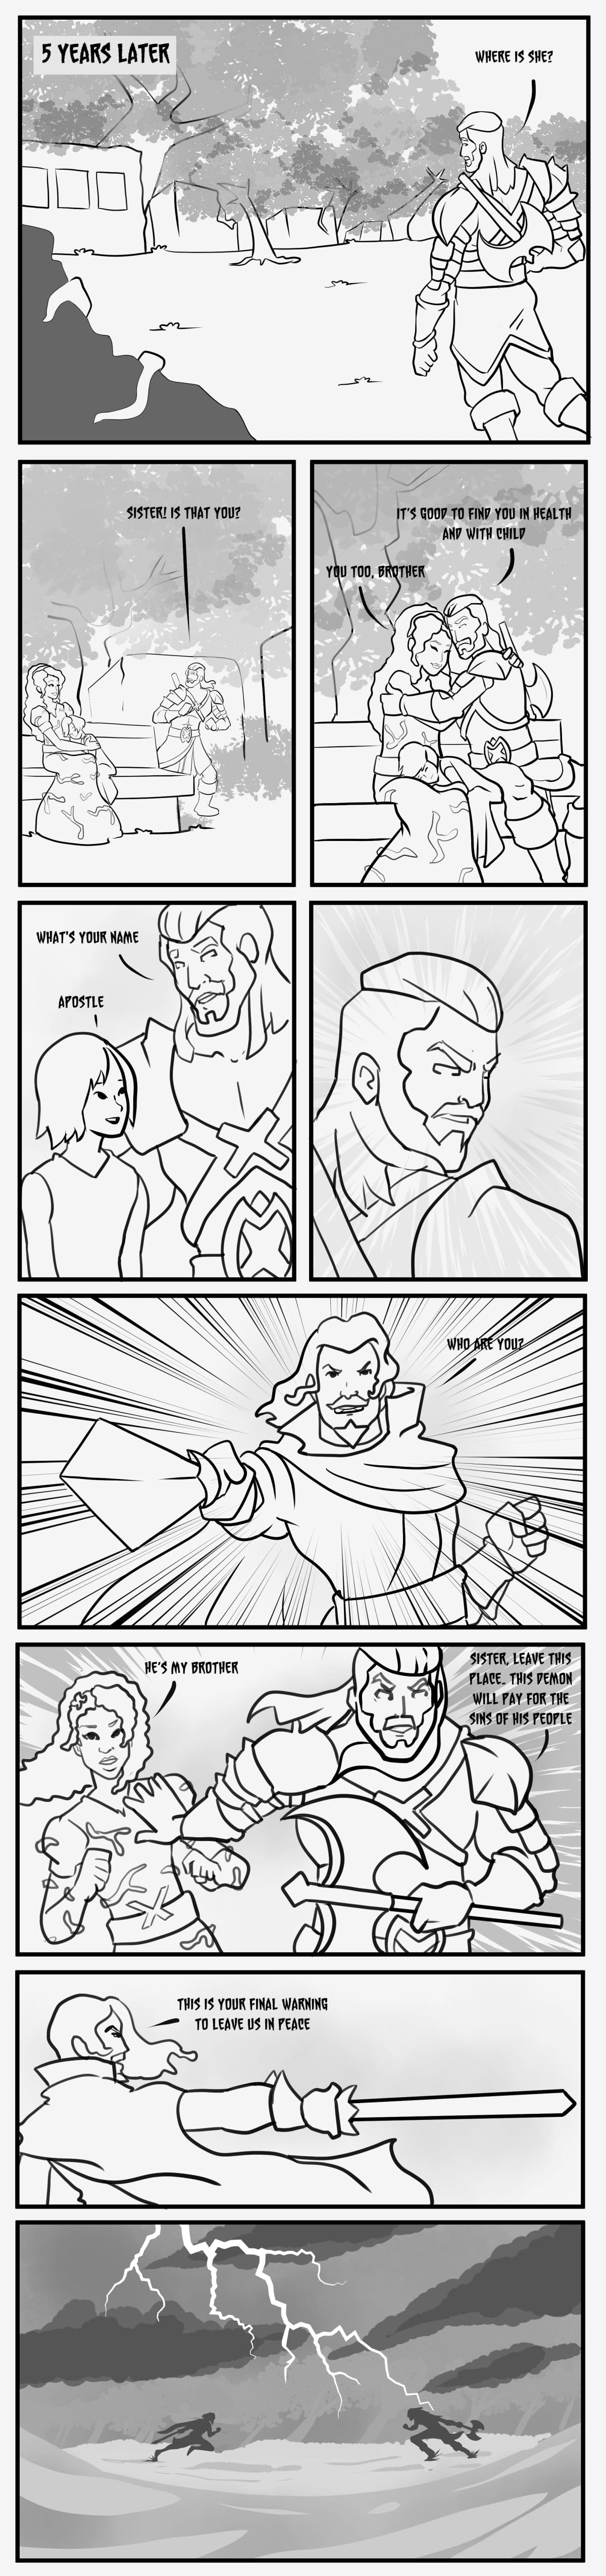 5 YEARS LATER
WHERE IS SHE?
SISTER! IS THAT YOU?
IT'S GOOD TO FIND YOU IN HEALTH
AND WITH CHILD
YOU TOO, BROTHER
WHAT'S YOUR NAME
APOSTLE
WHO ARE YOU?
HE'S MY BROTHER
SISTER, LEAVE THIS
PLACE.. THIS DEMON
WILL PAY FOR THE
SINS OF HIS PEOPLE
THIS IS YOUR FINAL WARNING
TO LEAVE US IN PEACE